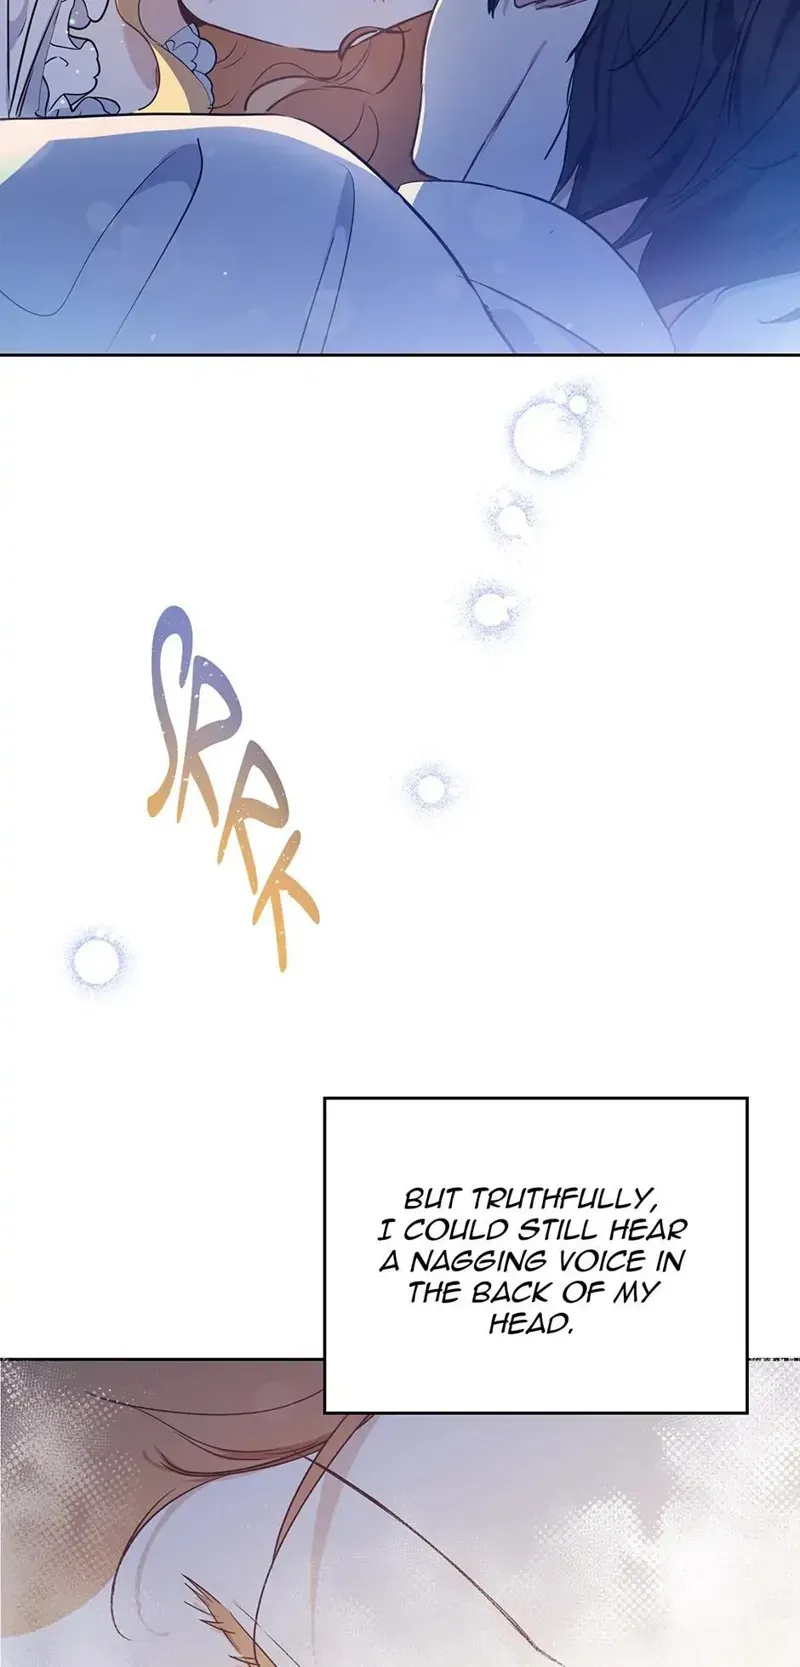 SRRK
BUT TRUTHFULLY,
I COULD STILL HEAR
A NAGGING VOICE IN
THE BACK OF MY
HEAD.